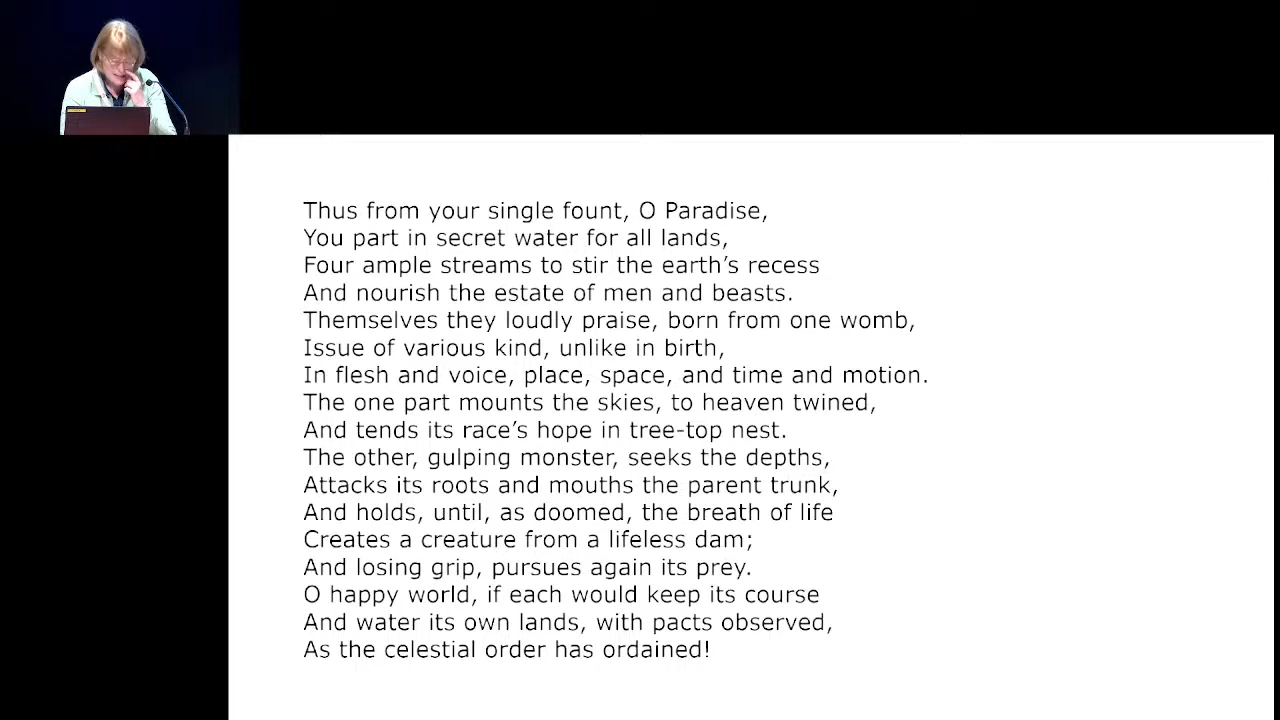 Thus from your single fount, O Paradise,
You part in secret water for all lands,
Four ample streams to stir the earth’s recess
And nourish the estate of men and beasts.
Themselves they loudly praise, born from one womb,
Issue of various kind, unlike in birth,
In flesh and voice, place, space, and time and motion.
The one part mounts the skies, to heaven twined,
And tends its race’s hope in tree-top nest.
The other, gulping monster, seeks the depths,
Attacks its roots and mouths the parent trunk,
And holds, until, as doomed, the breath of life
Creates a creature from a lifeless dam;
And losing grip, pursues again its prey.
O happy world, if each would keep its course
And water its own lands, with pacts observed,
As the celestial order has ordained!